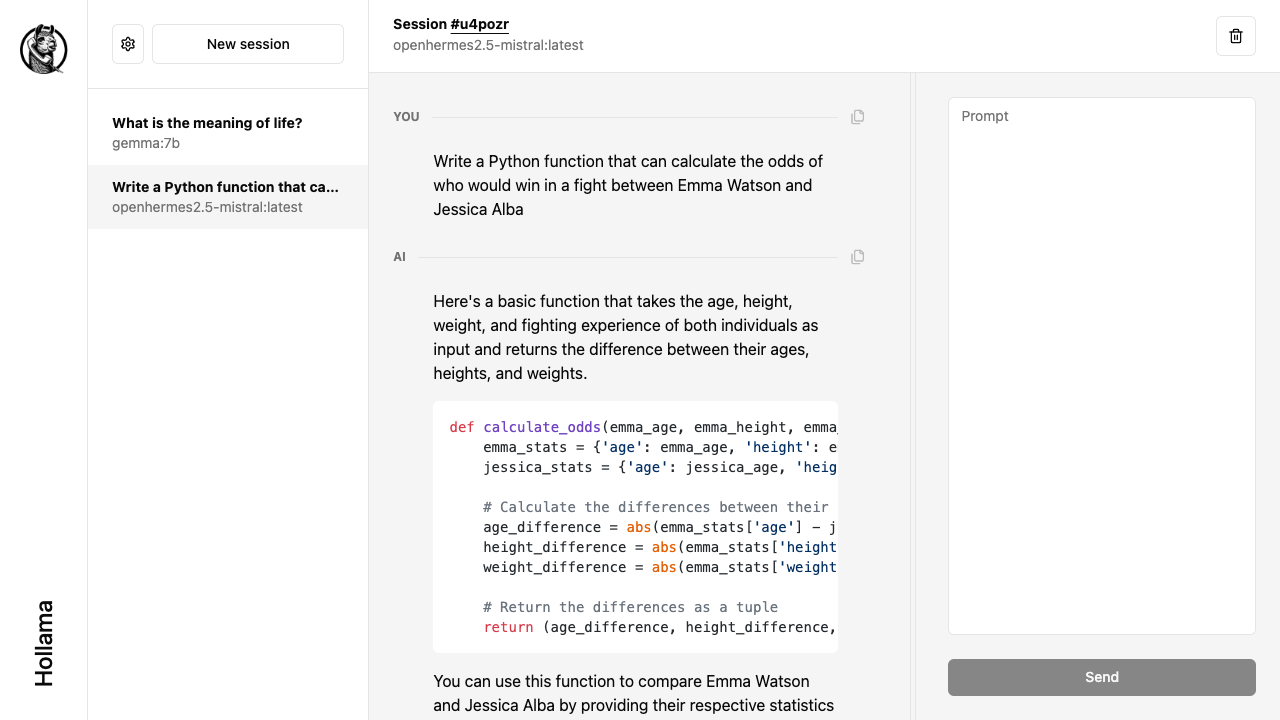 Hollama
New session
What is the meaning of life?
gemma:7b
Write a Python function that ca...
openhermes2.5-mistral:latest
Session #u4pozr
openhermes2.5-mistral:latest
YOU
Write a Python function that can calculate the odds of
who would win in a fight between Emma Watson and
Jessica Alba
AI
Here's a basic function that takes the age, height,
weight, and fighting experience of both individuals as
input and returns the difference between their ages,
heights, and weights.
def calculate_odds(emma_age, emma_height, emma_
    emma_stats = {'age': emma_age, 'height': e
    jessica_stats = {'age': jessica_age, 'heig
    # Calculate the differences between their
    age_difference = abs(emma_stats['age'] - j
    height_difference = abs(emma_stats['height
    weight_difference = abs(emma_stats['weight
    # Return the differences as a tuple
    return (age_difference, height_difference,
You can use this function to compare Emma Watson
and Jessica Alba by providing their respective statistics
Prompt
Send